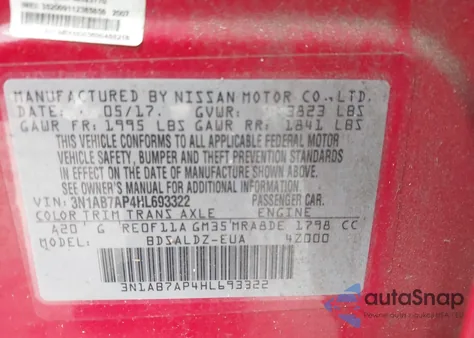 MANUFACTURED BY NISSAN MOTOR CO.,LTD.
DATE: 05/17 GVWR: 3823 LBS
GAWR FR: 1995 LBS GAWR RR: 1841 LBS
THIS VEHICLE CONFORMS TO ALL APPLICABLE
FEDERAL MOTOR VEHICLE
VEHICLE SAFETY, BUMPER AND THEFT PREVENTION STANDARDS
IN EFFECT ON THE DATE OF MANUFACTURE SHOWN ABOVE.
SEE OWNER'S MANUAL FOR ADDITIONAL INFORMATION
VIN: 3N1AB7AP4HL693322 PASSENGER CAR
COLOR TRIM TRANS AXLE ENGINE
G RE0F11A GM35 MRA8DE 1798 CC
MODEL BDSALDZ-EUA 42000
3N1AB7AP4HL693322
autoSnap